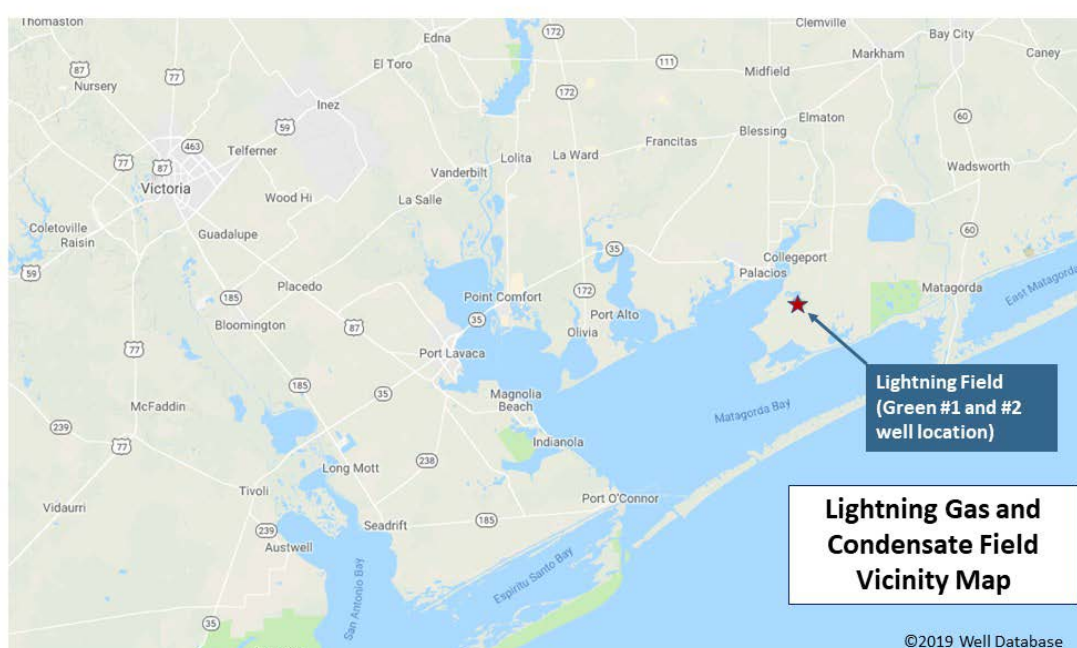 Thomaston
Clemville
Edna
172
Bay City
Markham
Caney
El Toro
87
77
111
Midfield
Nursery
172
Inez
59
Elmaton
60
463
Blessing
Telferner
Francitas
77
87
Lolita
La Ward
Wadsworth
Victoria
Vanderbilt
Wood Hi
La Salle
Coletoville
Raisin
Guadalupe
35
60
59
Collegeport
Palacios
185
Placedo
Point Comfort
172
Matagorda
East Matagorda
Bloomington
87
35
Port Alto
Olivia
77
Port Lavaca
185
35
Magnolia
Beach
Lightning Field
(Green #1 and #2
well location)
McFaddin
Matagorda Bay
239
77
Indianola
Long Mott
238
Tivoli
Port O'Connor
Vidaurri
Seadrift
185
239
Austwell
Espiritu Santo Bay
San Antonio Bay
35
Lightning Gas and
Condensate Field
Vicinity Map
©2019 Well Database